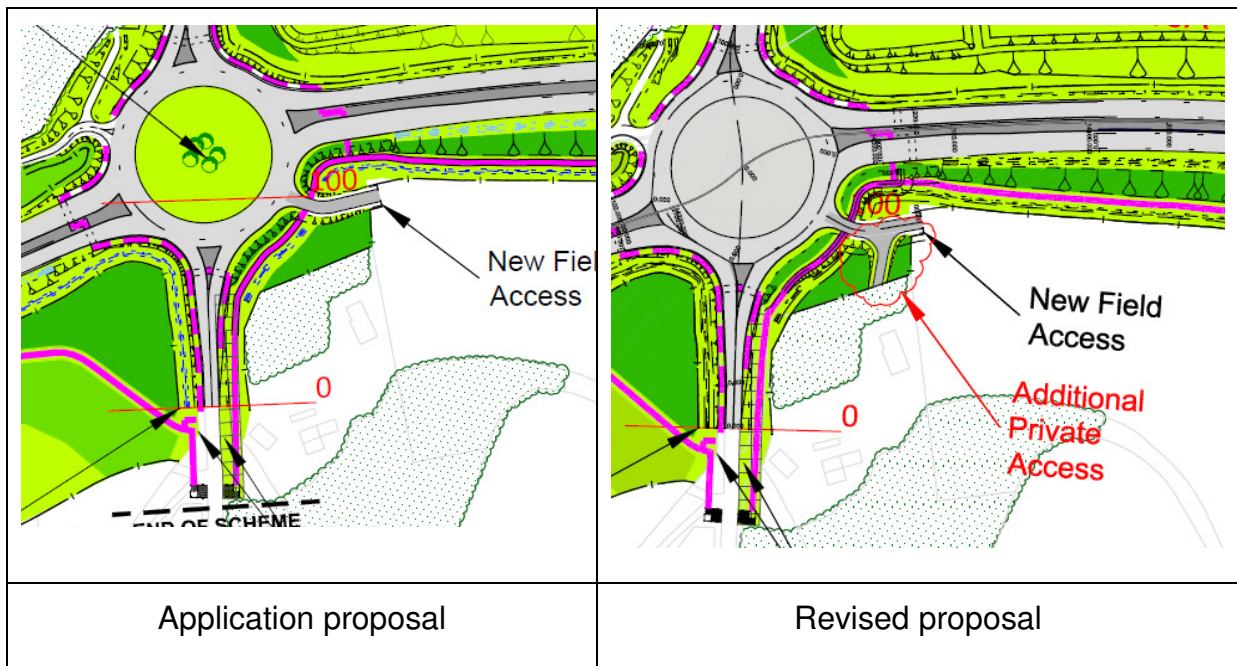 100
New Fiel
Access
0
END OF SCHEME
00
New Field
Access
0
Additional
Private
Access
Application proposal
Revised proposal